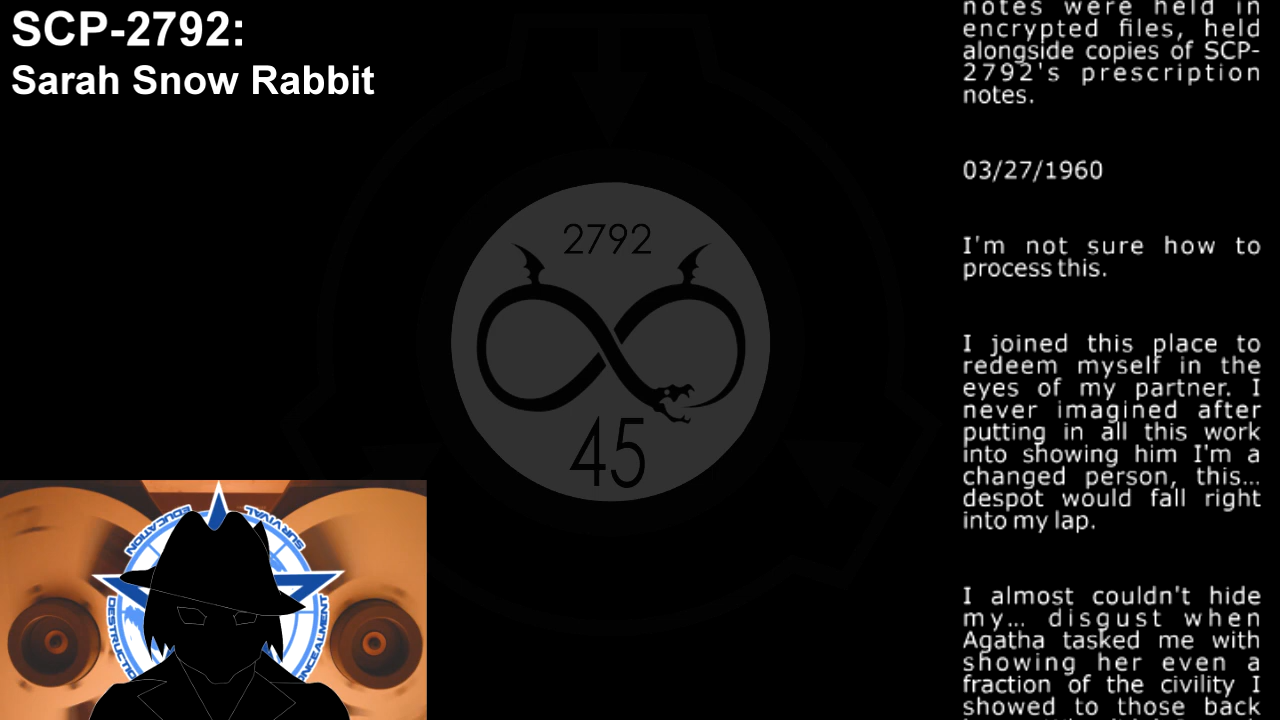 SCP-2792:
Sarah Snow Rabbit
2792
45
EDUCATION
SURVIVAL
notes were held in
encrypted files, held
alongside copies of SCP-
2792's prescription
notes.
03/27/1960
I'm not sure how to
process this.
I joined this place to
redeem myself in the
eyes of my partner. I
never imagined after
putting in all this work
into showing him I'm a
changed person, this...
despot would fall right
into my lap.
I almost couldn't hide
my... disgust when
Agatha tasked me with
showing her even a
fraction of the civility I
showed to those back